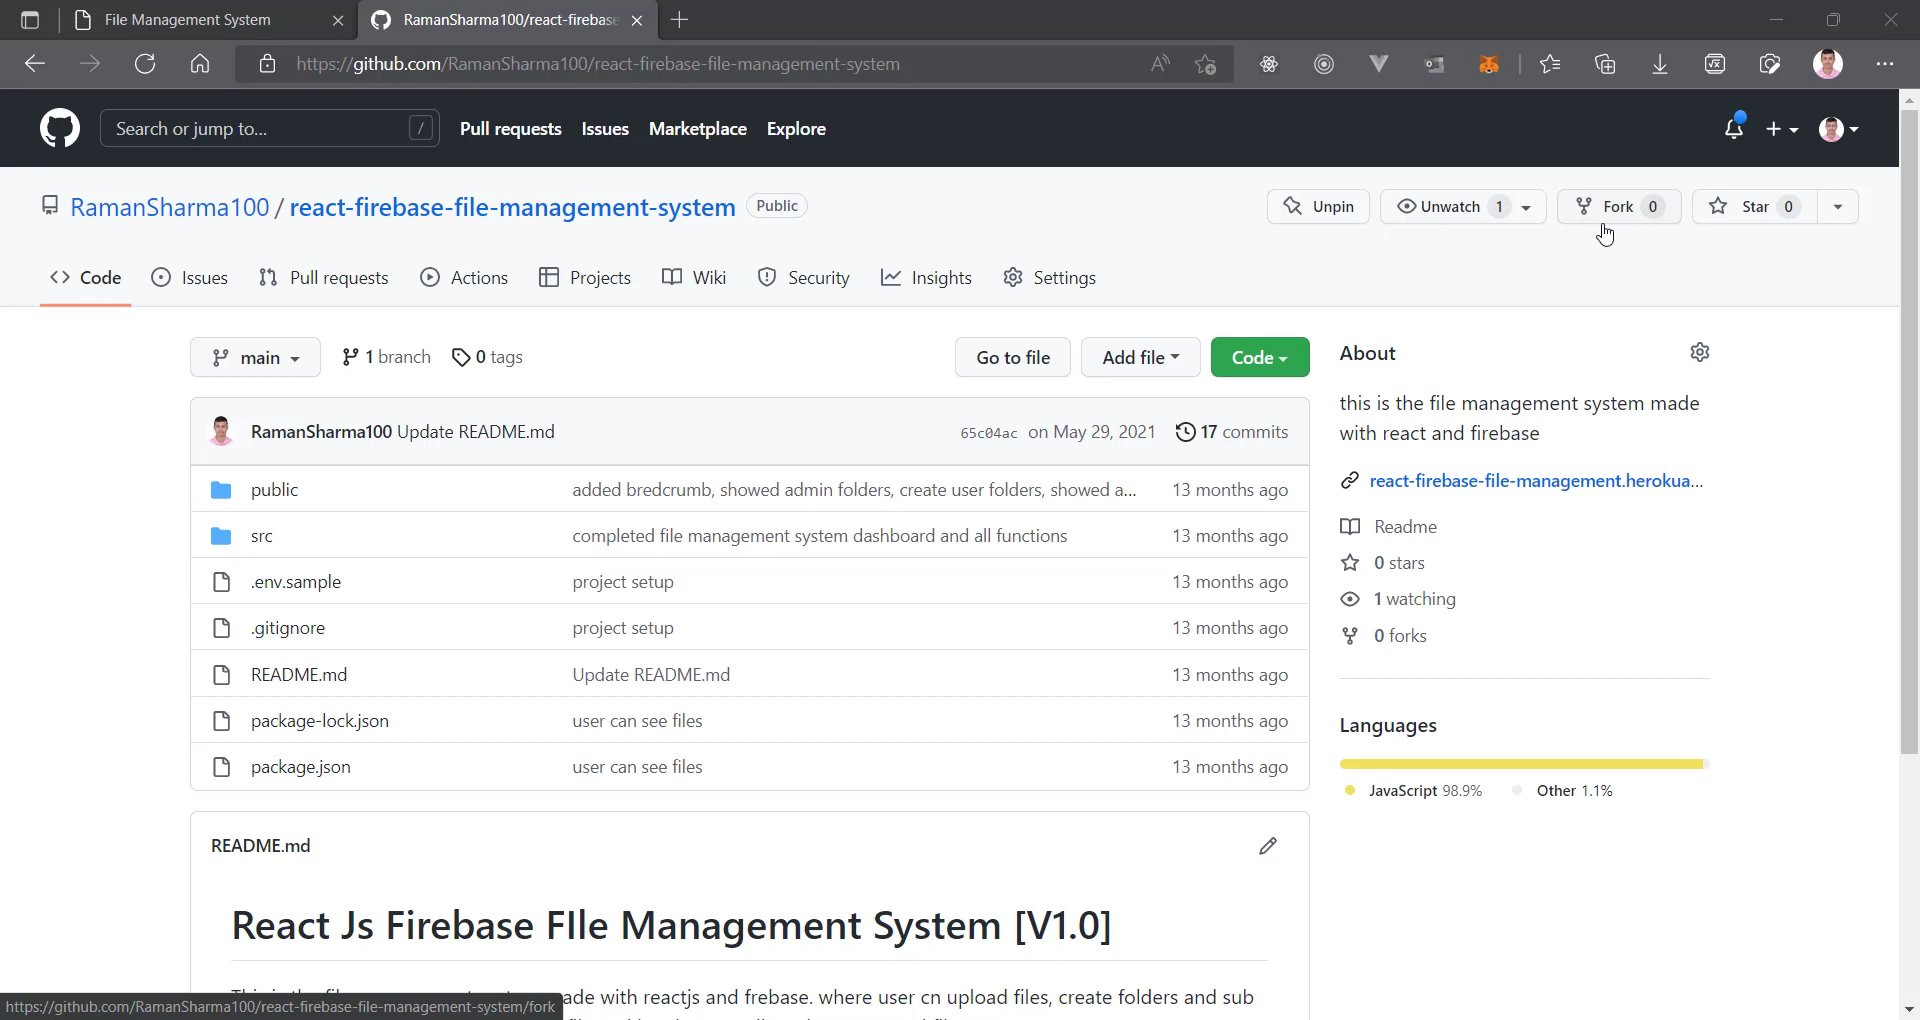 File Management System
RamanSharma100/react-firebase
https://github.com/RamanSharma100/react-firebase-file-management-system
Search or jump to... /
Pull requests Issues Marketplace Explore
RamanSharma100 / react-firebase-file-management-system Public
Unpin Unwatch 1 Fork 0 Star 0
Code Issues Pull requests Actions Projects Wiki Security Insights Settings
main 1 branch 0 tags Go to file Add file Code
RamanSharma100 Update README.md 65c04ac on May 29, 2021 17 commits
public added bredcrumb, showed admin folders, create user folders, showed a... 13 months ago
src completed file management system dashboard and all functions 13 months ago
.env.sample project setup 13 months ago
.gitignore project setup 13 months ago
README.md Update README.md 13 months ago
package-lock.json user can see files 13 months ago
package.json user can see files 13 months ago
About
this is the file management system made
with react and firebase
react-firebase-file-management.herokua...
Readme
0 stars
1 watching
0 forks
Languages
JavaScript 98.9% Other 1.1%
README.md
React Js Firebase FIle Management System [V1.0]
ade with reactjs and frebase. where user cn upload files, create folders and sub
https://github.com/RamanSharma100/react-firebase-file-management-system/fork